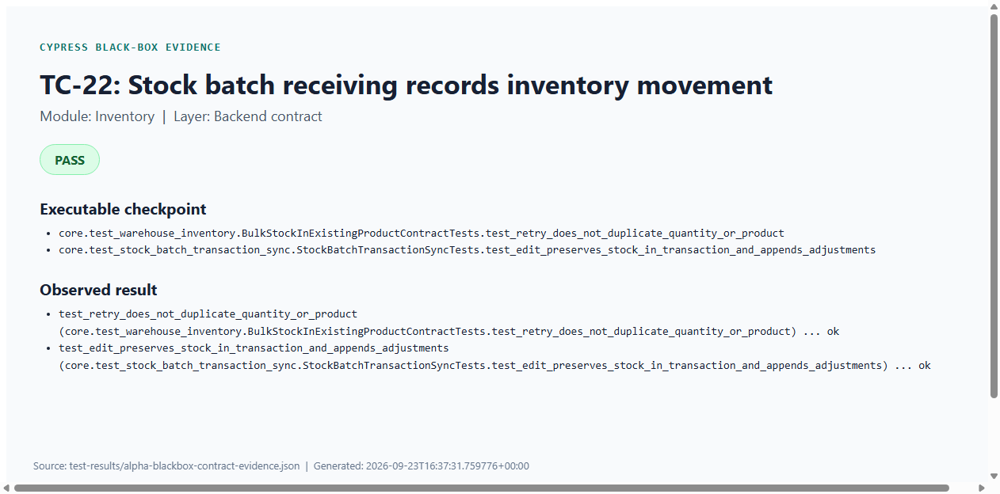 CYPRESS BLACK-BOX EVIDENCE
TC-22: Stock batch receiving records inventory movement
Module: Inventory | Layer: Backend contract
PASS
Executable checkpoint
• core.test_warehouse_inventory.BulkStockInExistingProductContractTests.test_retry_does_not_duplicate_quantity_or_product
• core.test_stock_batch_transaction_sync.StockBatchTransactionSyncTests.test_edit_preserves_stock_in_transaction_and_appends_adjustments
Observed result
• test_retry_does_not_duplicate_quantity_or_product
(core.test_warehouse_inventory.BulkStockInExistingProductContractTests.test_retry_does_not_duplicate_quantity_or_product) ... ok
• test_edit_preserves_stock_in_transaction_and_appends_adjustments
(core.test_stock_batch_transaction_sync.StockBatchTransactionSyncTests.test_edit_preserves_stock_in_transaction_and_appends_adjustments) ... ok
Source: test-results/alpha-blackbox-contract-evidence.json | Generated: 2026-09-23T16:37:31.759776+00:00